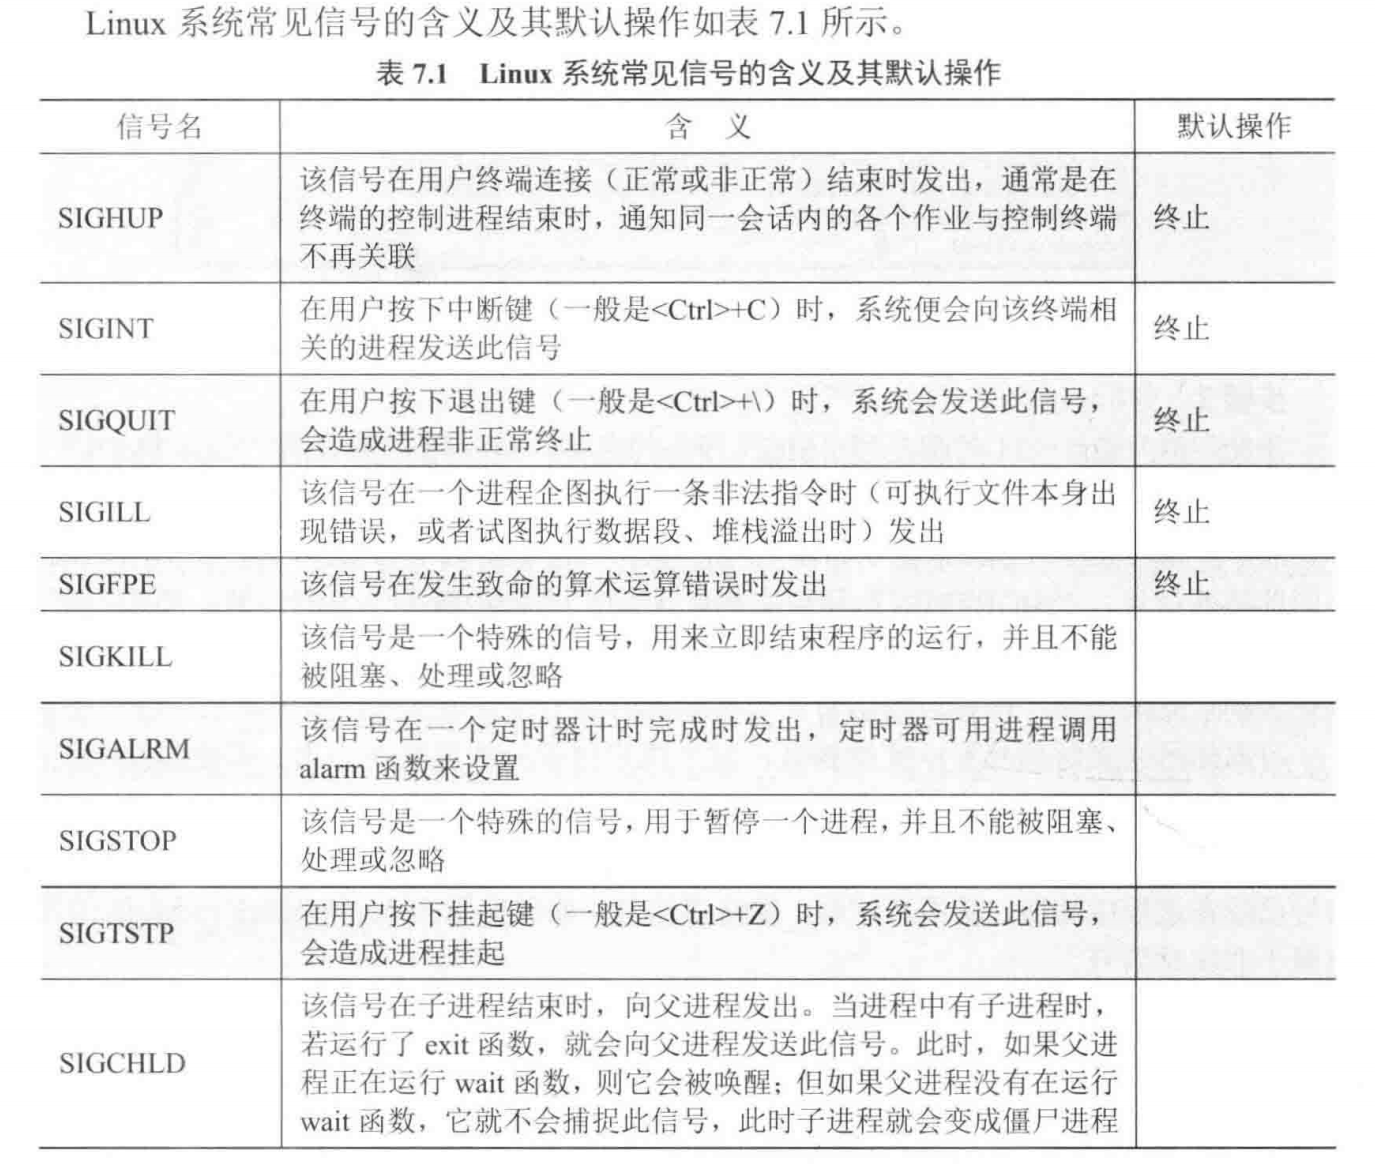 Linux 系统常见信号的含义及其默认操作如表 7.1 所示。
表 7.1 Linux 系统常见信号的含义及其默认操作
信号名 含 义 默认操作
SIGHUP
该信号在用户终端连接（正常或非正常）结束时发出，通常是在
终端的控制进程结束时，通知同一会话内的各个作业与控制终端
不再关联
终止
SIGINT
在用户按下中断键（一般是<Ctrl>+C）时，系统便会向该终端相
关的进程发送此信号
终止
SIGQUIT
在用户按下退出键（一般是<Ctrl>+\）时，系统会发送此信号，
会造成进程非正常终止
终止
SIGILL
该信号在一个进程企图执行一条非法指令时（可执行文件本身出
现错误，或者试图执行数据段、堆栈溢出时）发出
终止
SIGFPE 该信号在发生致命的算术运算错误时发出 终止
SIGKILL
该信号是一个特殊的信号，用来立即结束程序的运行，并且不能
被阻塞、处理或忽略
SIGALRM
该信号在一个定时器计时完成时发出，定时器可用进程调用
alarm 函数来设置
SIGSTOP
该信号是一个特殊的信号，用于暂停一个进程，并且不能被阻塞、
处理或忽略
SIGTSTP
在用户按下挂起键（一般是<Ctrl>+Z）时，系统会发送此信号，
会造成进程挂起
SIGCHLD
该信号在子进程结束时，向父进程发出。当进程中有子进程时，
若运行了 exit 函数，就会向父进程发送此信号。此时，如果父进
程正在运行 wait 函数，则它会被唤醒；但如果父进程没有在运行
wait 函数，它就不会捕捉此信号，此时子进程就会变成僵尸进程